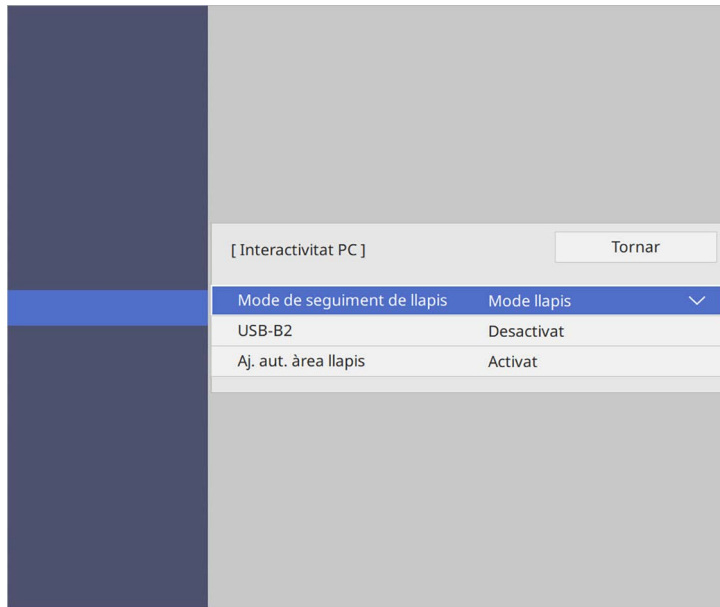 [ Interactivitat PC ]
Tornar
Mode de seguiment de llapis Mode llapis
USB-B2 Desactivat
Aj. aut. àrea llapis Activat